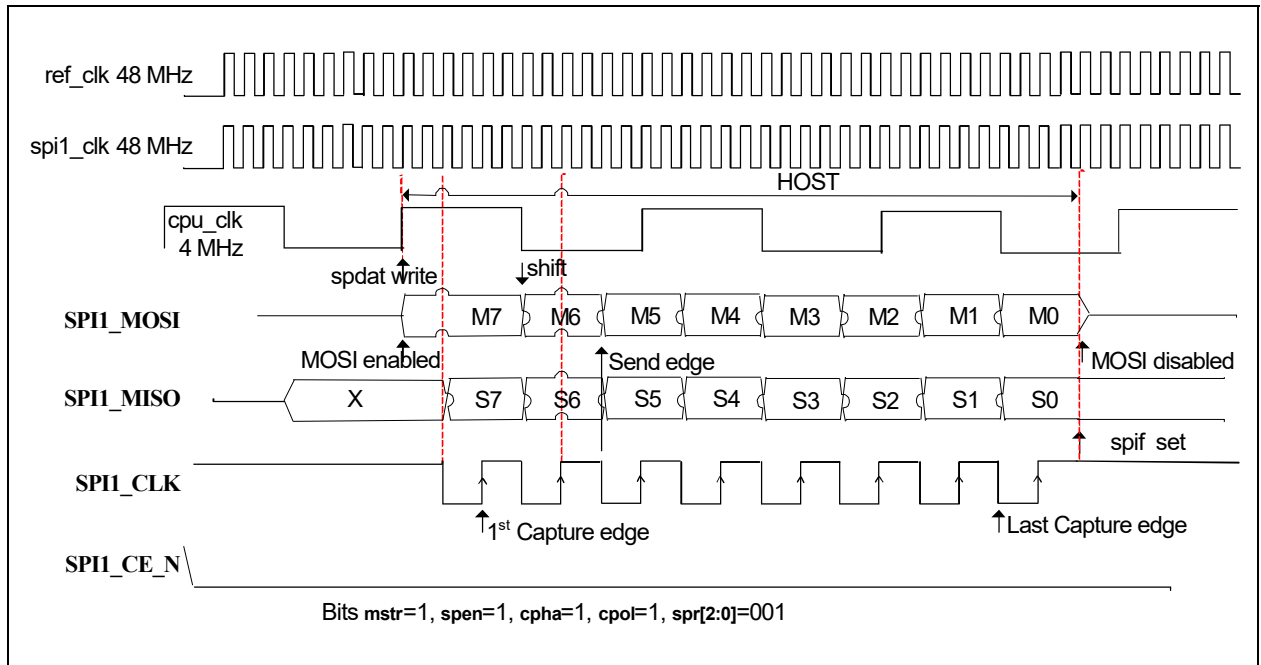 ref_clk 48 MHz
spi1_clk 48 MHz
HOST
cpu_clk
4 MHz
spdat write
shift
SPI1_MOSI
M7 M6 M5 M4 M3 M2 M1 M0
MOSI enabled
Send edge
MOSI disabled
SPI1_MISO
X S7 S6 S5 S4 S3 S2 S1 S0
spif set
SPI1_CLK
1st Capture edge
Last Capture edge
SPI1_CE_N
Bits mstr=1, spen=1, cpha=1, cpol=1, spr[2:0]=001